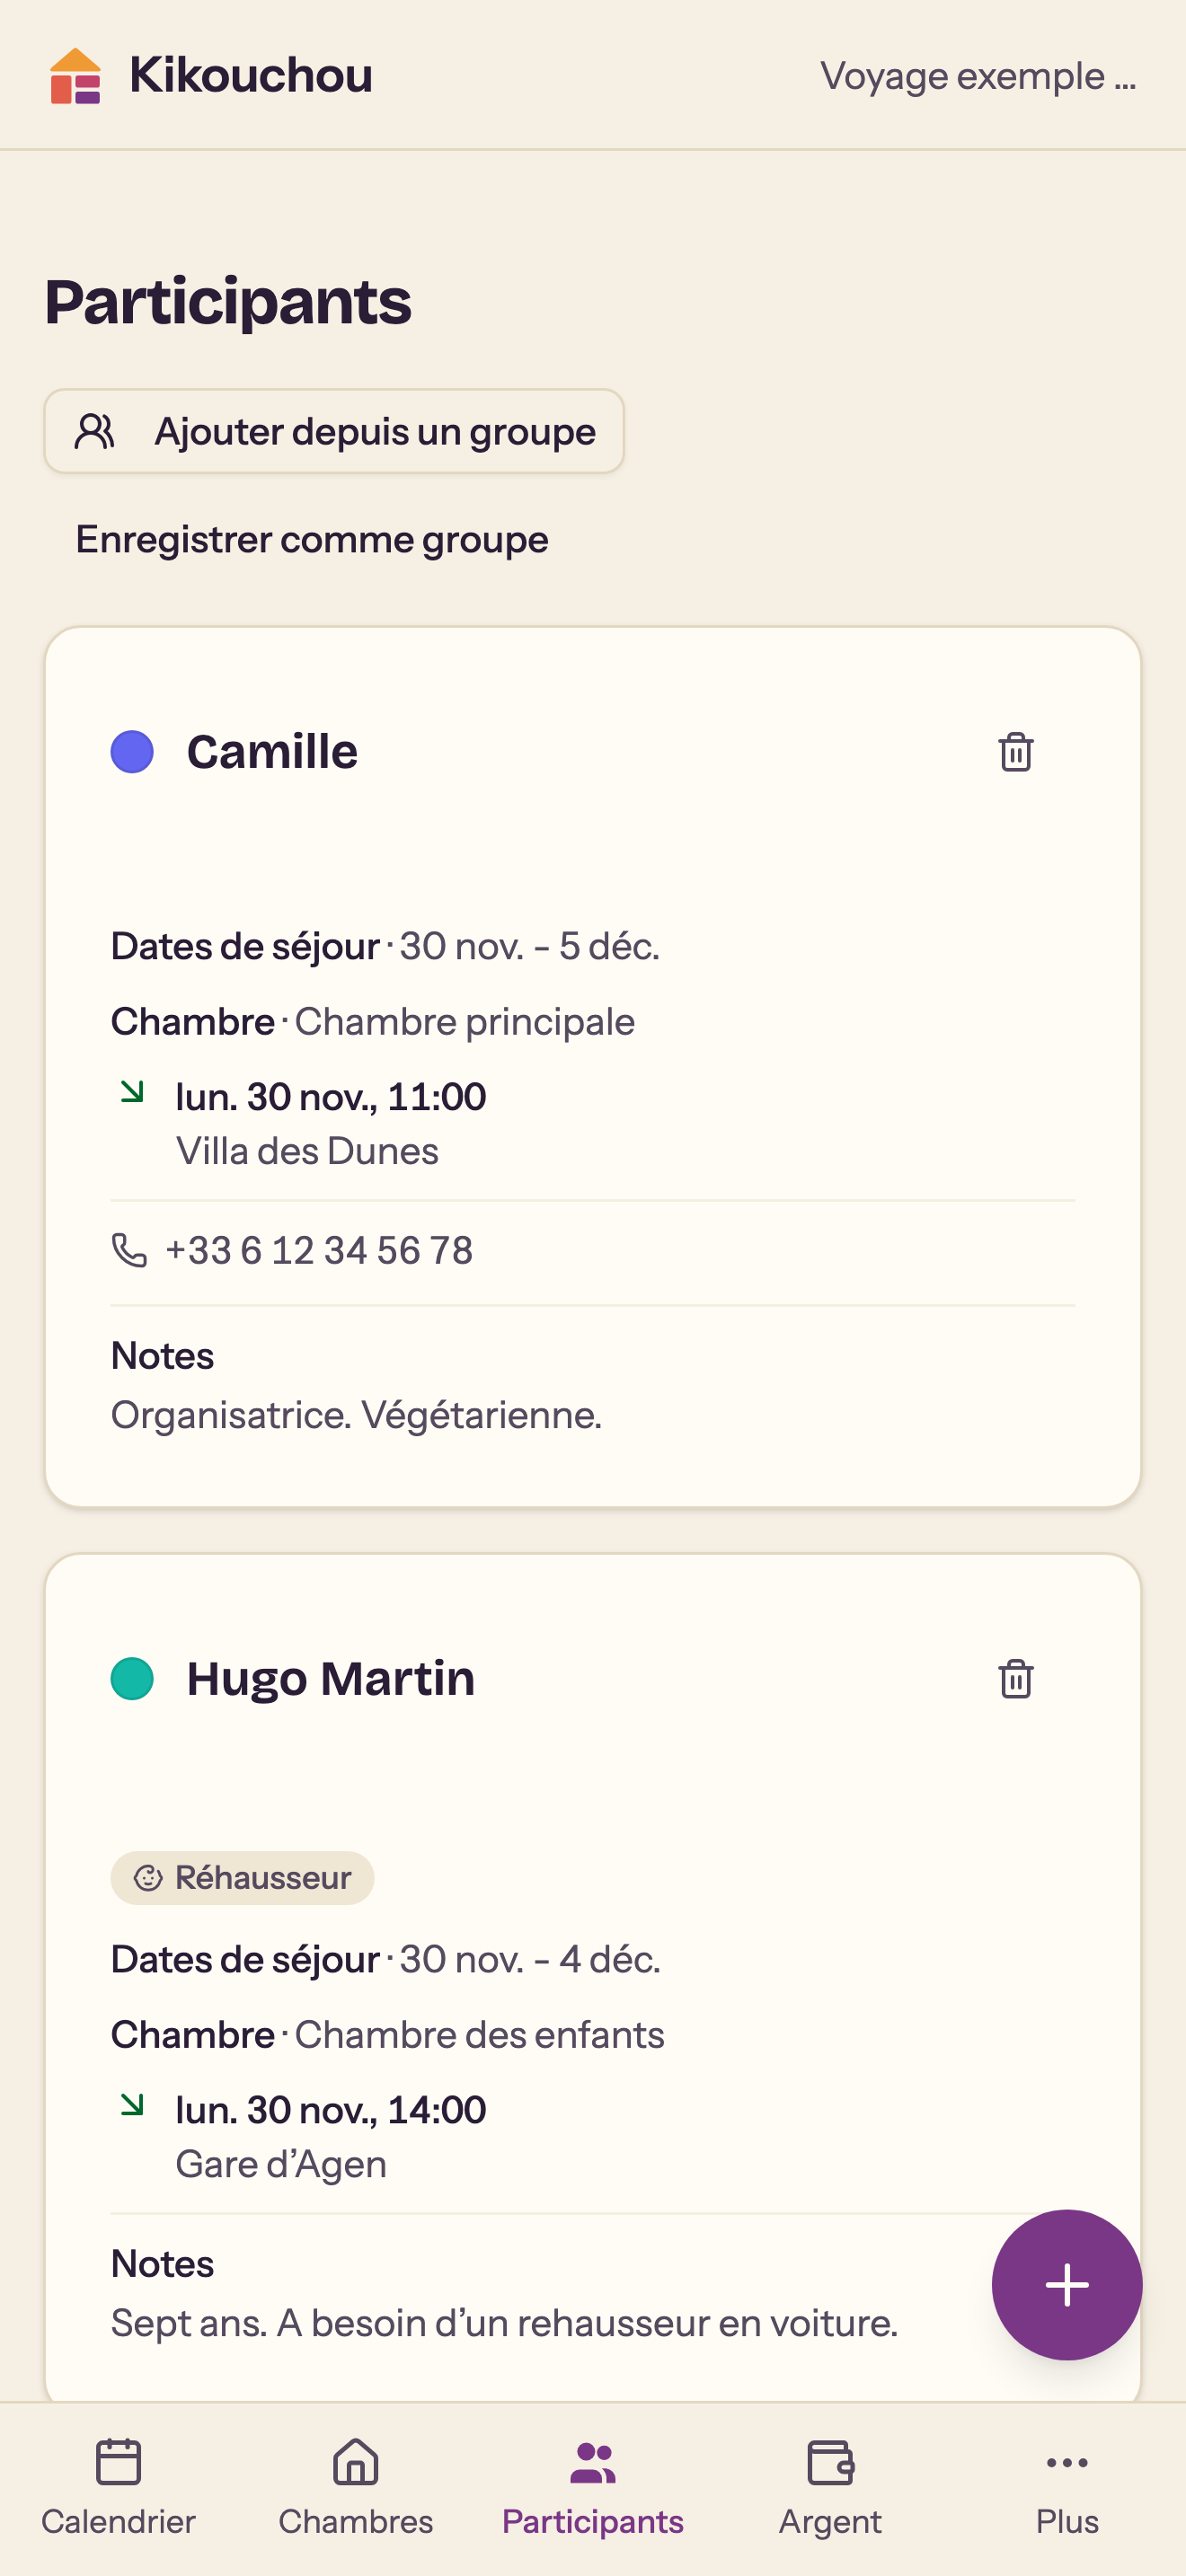 Kikouchou
Voyage exemple ...
Participants
Ajouter depuis un groupe
Enregistrer comme groupe
Camille
Dates de séjour · 30 nov. – 5 déc.
Chambre · Chambre principale
lun. 30 nov., 11:00
Villa des Dunes
+33 6 12 34 56 78
Notes
Organisatrice. Végétarienne.
Hugo Martin
Réhausseur
Dates de séjour · 30 nov. – 4 déc.
Chambre · Chambre des enfants
lun. 30 nov., 14:00
Gare d’Agen
Notes
Sept ans. A besoin d’un rehausseur en voiture.
Calendrier
Chambres
Participants
Argent
Plus